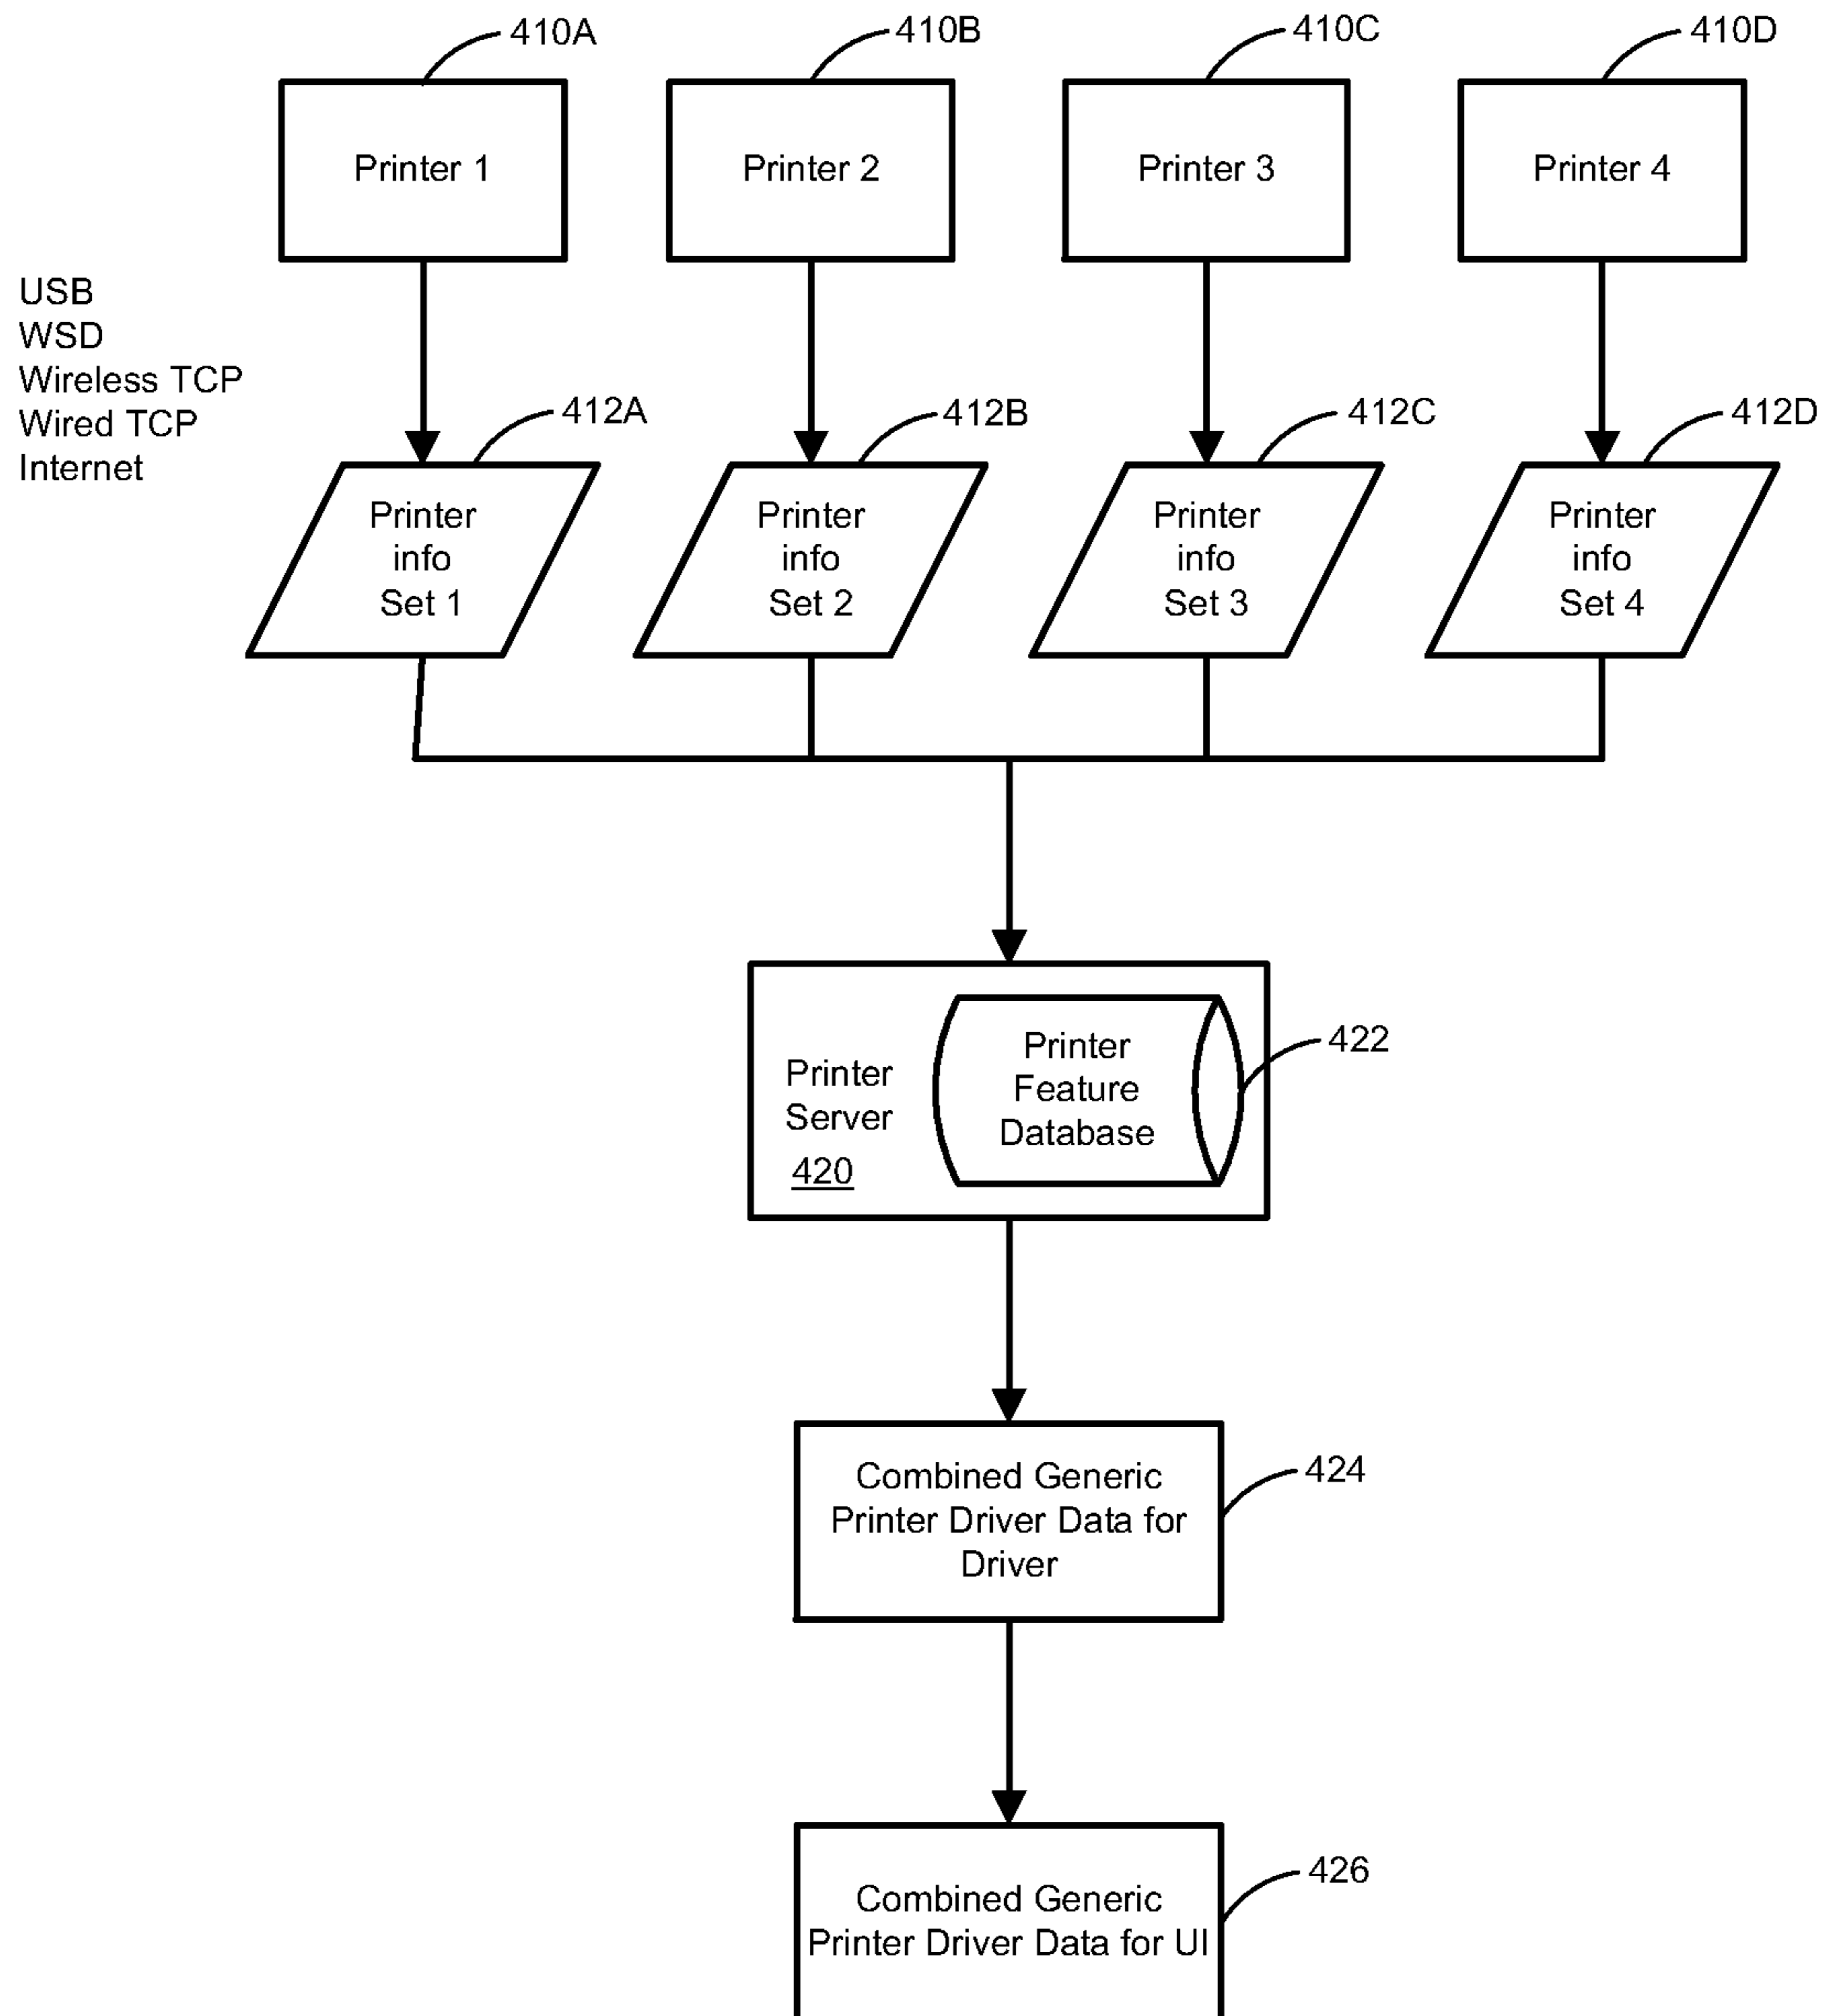 410A
410B
410C
410D
Printer 1
Printer 2
Printer 3
Printer 4
USB
WSD
Wireless TCP
Wired TCP
Internet
412A
412B
412C
412D
Printer
info
Set 1
Printer
info
Set 2
Printer
info
Set 3
Printer
info
Set 4
Printer
Server
420
Printer
Feature
Database
422
Combined Generic
Printer Driver Data for
Driver
424
Combined Generic
Printer Driver Data for UI
426